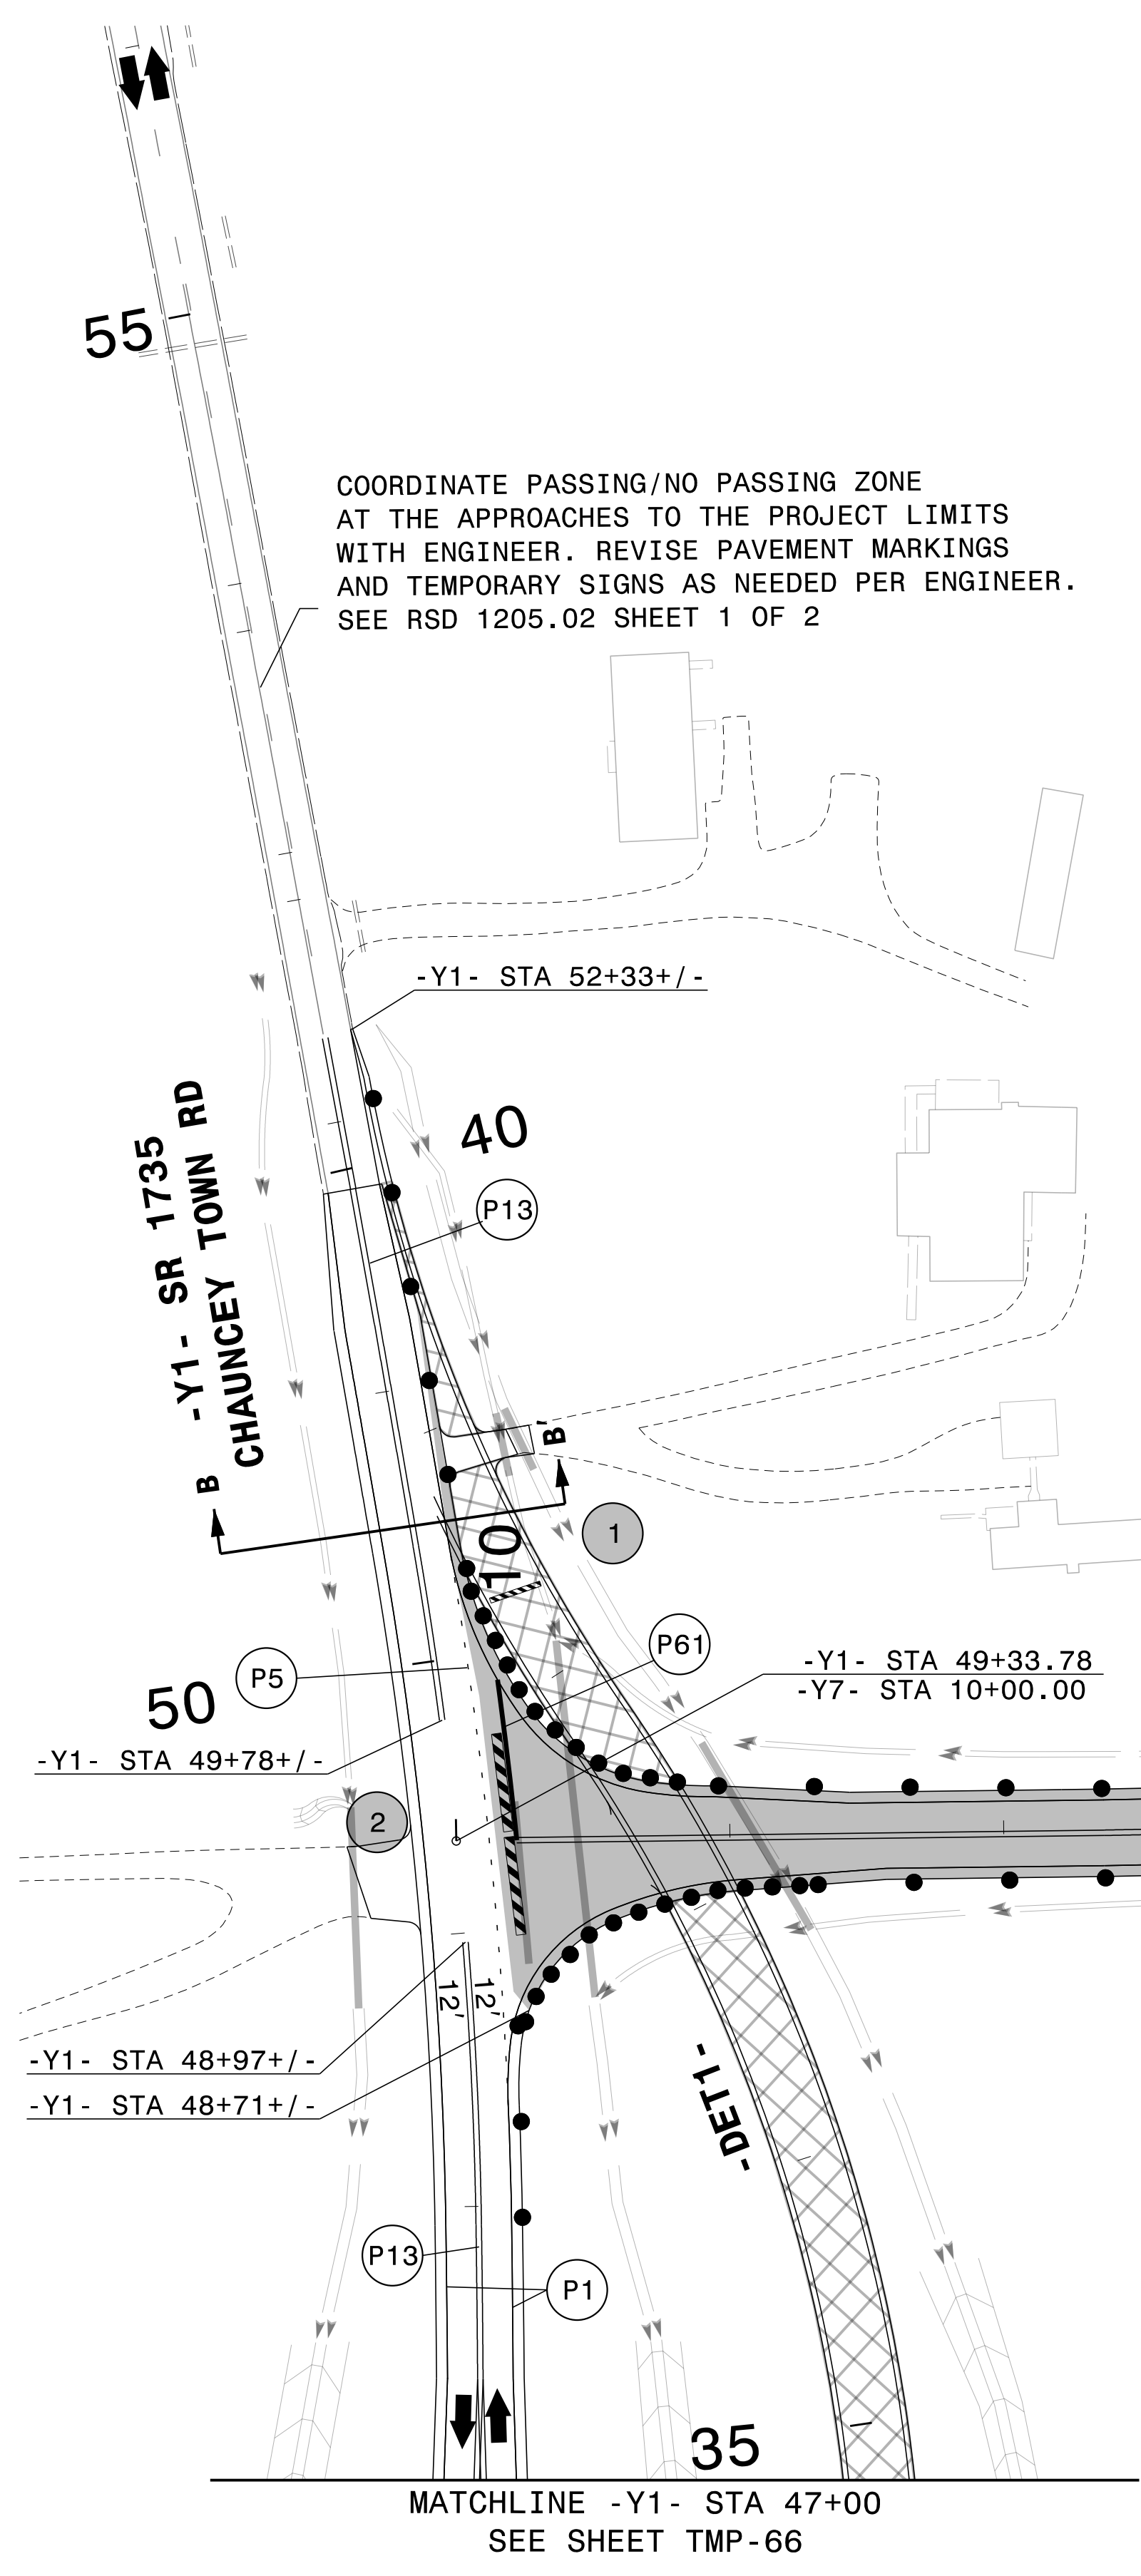 55
COORDINATE PASSING/NO PASSING ZONE
AT THE APPROACHES TO THE PROJECT LIMITS
WITH ENGINEER. REVISE PAVEMENT MARKINGS
AND TEMPORARY SIGNS AS NEEDED PER ENGINEER.
SEE RSD 1205.02 SHEET 1 OF 2
-Y1- STA 52+33+/-
40
-Y1- SR 1735
CHAUNCEY TOWN RD
P13
B
B'
1
10
P61
P5
-Y1- STA 49+33.78
-Y7- STA 10+00.00
50
-Y1- STA 49+78+/-
2
12'
12'
-Y1- STA 48+97+/-
-Y1- STA 48+71+/-
-DET1-
P13
P1
35
MATCHLINE -Y1- STA 47+00
SEE SHEET TMP-66